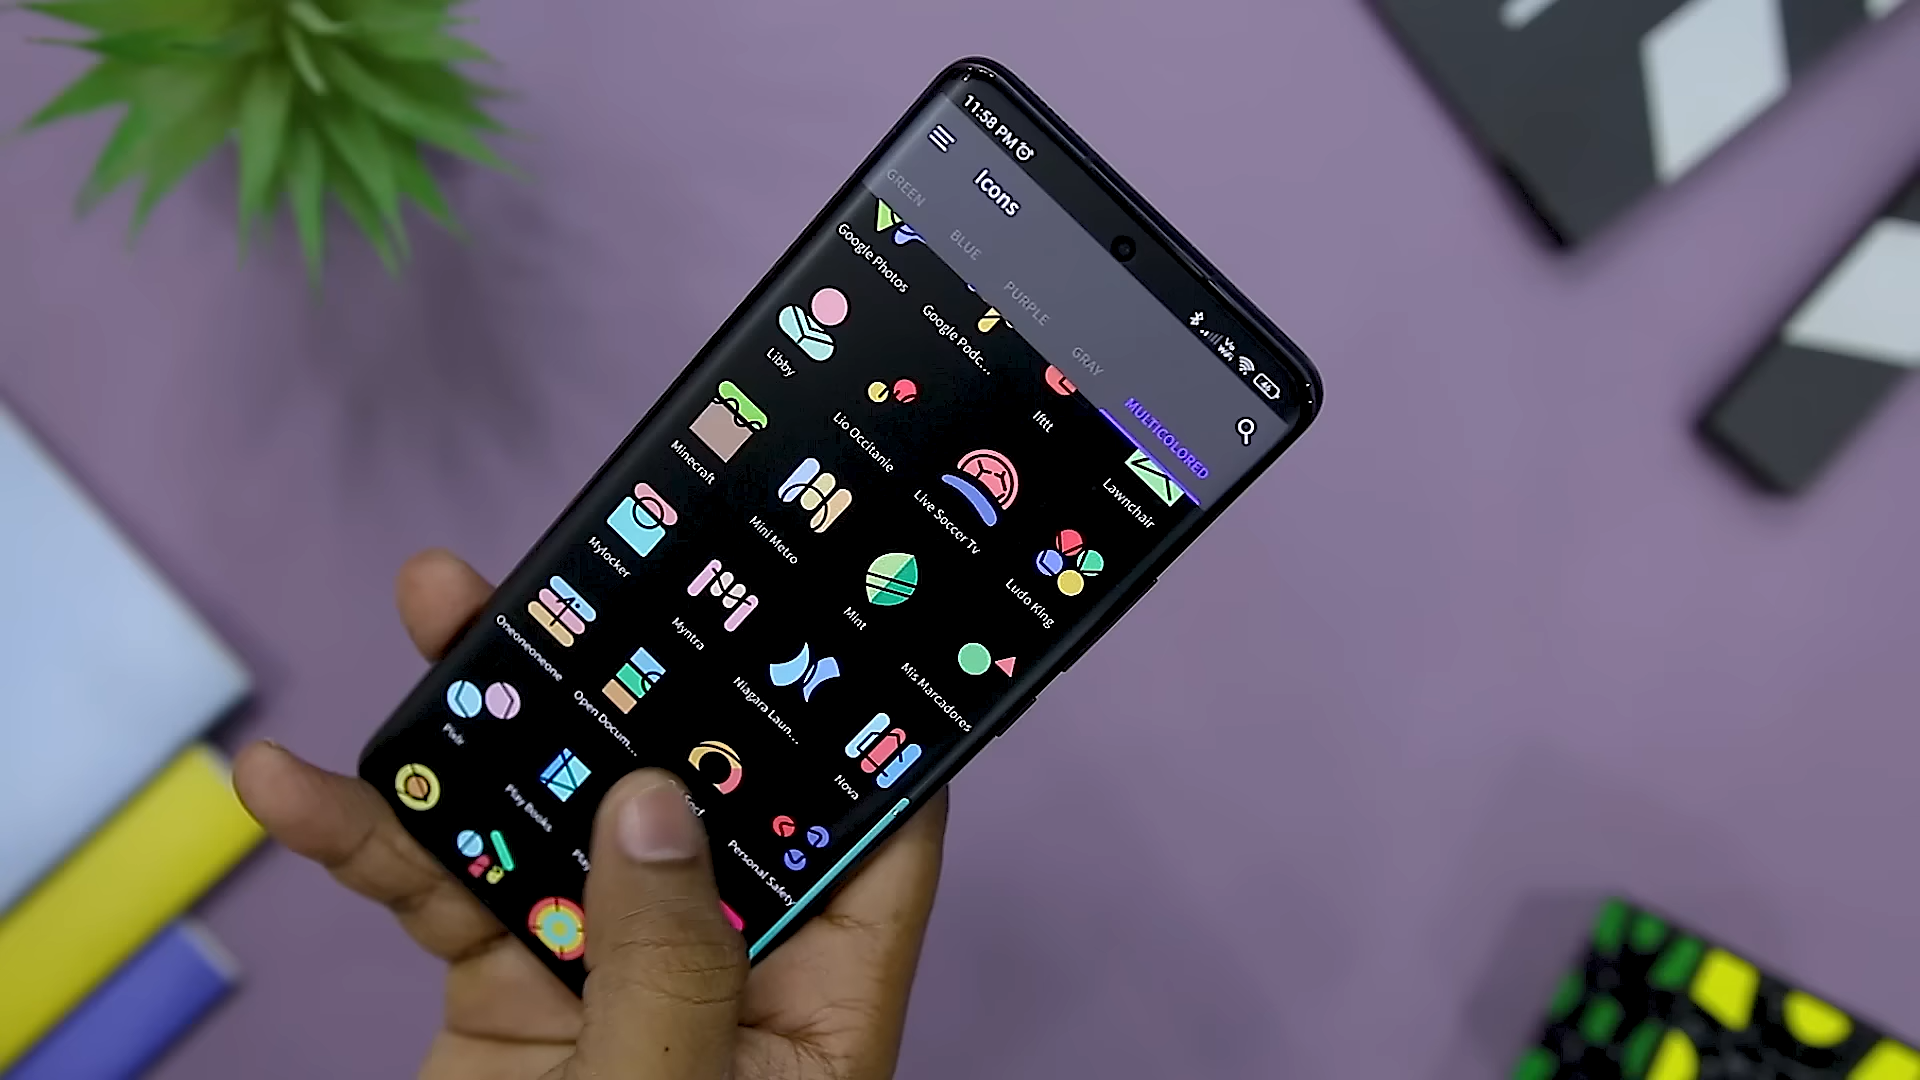 11:58 PM
Icons
GREEN
BLUE
PURPLE
GRAY
MULTICOLORED
Google Photos
Google Podc...
Ifttt
Lawnchair
Libby
Lio Occitanie
Live Soccer Tv
Ludo King
Minecraft
Mini Metro
Mint
Mis Marcadores
Mylocker
Myntra
Niagara Laun...
Nova
Oneoneoneone
Open Docum...
Personal Safety
Play Books